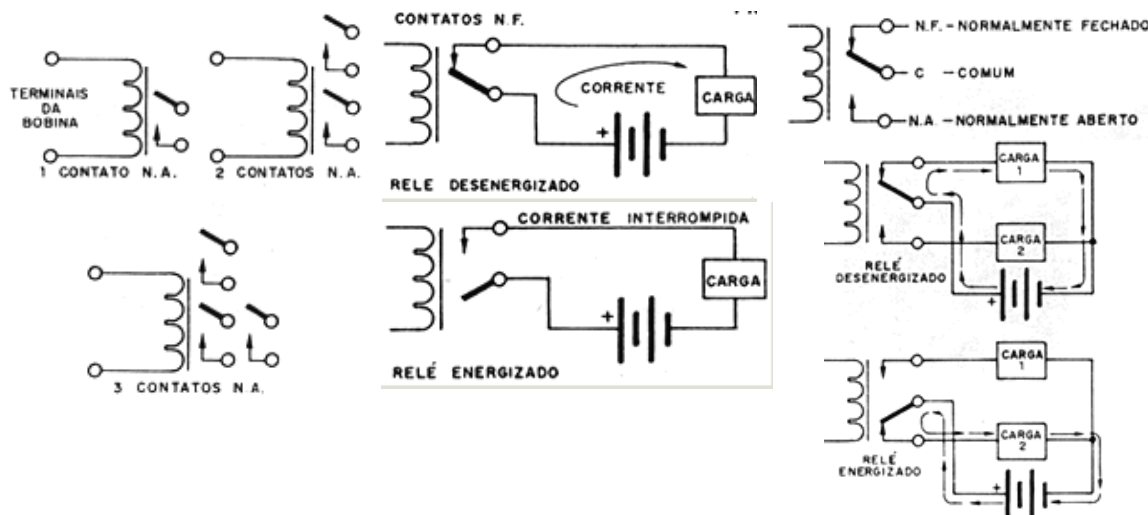 TERMINAIS
DA
BOBINA
1 CONTATO N.A.
2 CONTATOS N.A.
3 CONTATOS N.A.
CONTATOS N.F.
CORRENTE
CARGA
+
RELE DESENERGIZADO
CORRENTE INTERROMPIDA
CARGA
+
RELÉ ENERGIZADO
N.F. - NORMALMENTE FECHADO
C - COMUM
N.A. - NORMALMENTE ABERTO
CARGA
1
CARGA
2
RELÉ
DESENERGIZADO
+
CARGA
1
CARGA
2
RELÉ
ENERGIZADO
+